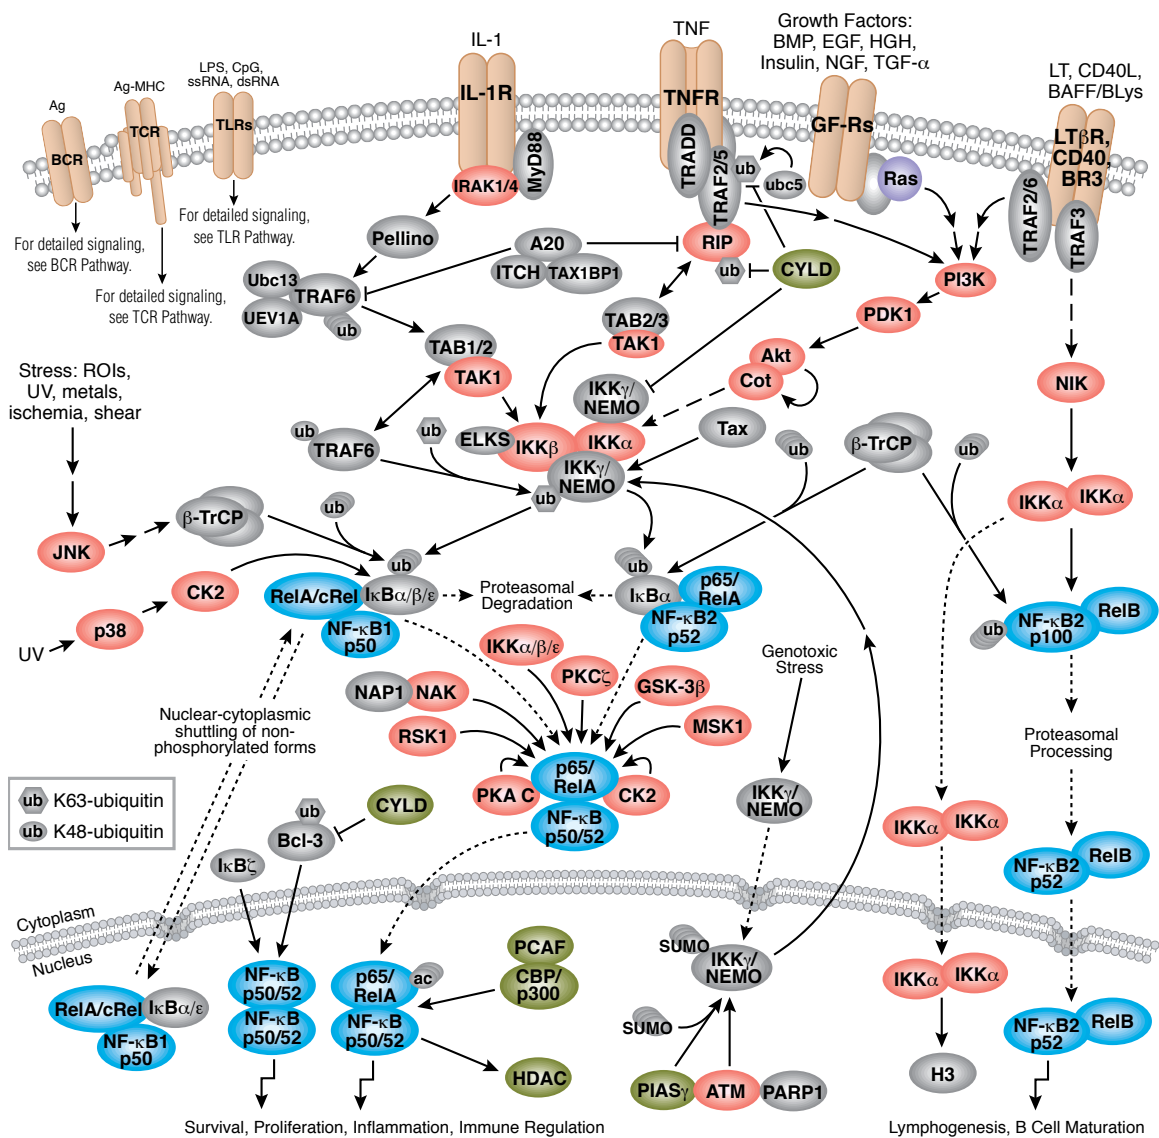 Growth Factors:
BMP, EGF, HGH,
Insulin, NGF, TGF-α
TNF
IL-1
LPS, CpG,
ssRNA, dsRNA
Ag-MHC
Ag
LT, CD40L,
BAFF/BLys
BCR
TCR
TLRs
IL-1R
MyD88
IRAK1/4
TNFR
TRADD
TRAF2/5
ub
ubc5
GF-Rs
Ras
LTβR,
CD40,
BR3
TRAF2/6
TRAF3
For detailed signaling,
see BCR Pathway.
For detailed signaling,
see TLR Pathway.
For detailed signaling,
see TCR Pathway.
Pellino
A20
ITCH
TAX1BP1
RIP
ub
CYLD
PI3K
Ubc13
UEV1A
TRAF6
ub
TAB2/3
TAK1
PDK1
TAB1/2
TAK1
Akt
Cot
NIK
Stress: ROIs,
UV, metals,
ischemia, shear
IKKγ/
NEMO
ub
TRAF6
ub
ELKS
IKKβ
IKKα
IKKγ/
NEMO
ub
Tax
ub
β-TrCP
ub
IKKα
IKKα
JNK
β-TrCP
ub
ub
CK2
p38
UV
RelA/cRel
IκBα/β/ε
NF-κB1
p50
Proteasomal
Degradation
ub
IκBα
p65/
RelA
NF-κB2
p52
ub
NF-κB2
p100
RelB
IKKα/β/ε
PKCζ
GSK-3β
NAP1
NAK
RSK1
MSK1
Genotoxic
Stress
Nuclear-cytoplasmic
shuttling of non-
phosphorylated forms
Proteasomal
Processing
p65/
RelA
PKA C
CK2
NF-κB
p50/52
IKKγ/
NEMO
ub K63-ubiquitin
ub K48-ubiquitin
ub
Bcl-3
CYLD
IκBζ
IKKα
IKKα
NF-κB2
p52
RelB
Cytoplasm
Nucleus
RelA/cRel
IκBα/ε
NF-κB1
p50
NF-κB
p50/52
NF-κB
p50/52
p65/
RelA
ac
NF-κB
p50/52
PCAF
CBP/
p300
HDAC
SUMO
IKKγ/
NEMO
SUMO
PIASγ
ATM
PARP1
IKKα
IKKα
H3
NF-κB2
p52
RelB
Survival, Proliferation, Inflammation, Immune Regulation
Lymphogenesis, B Cell Maturation